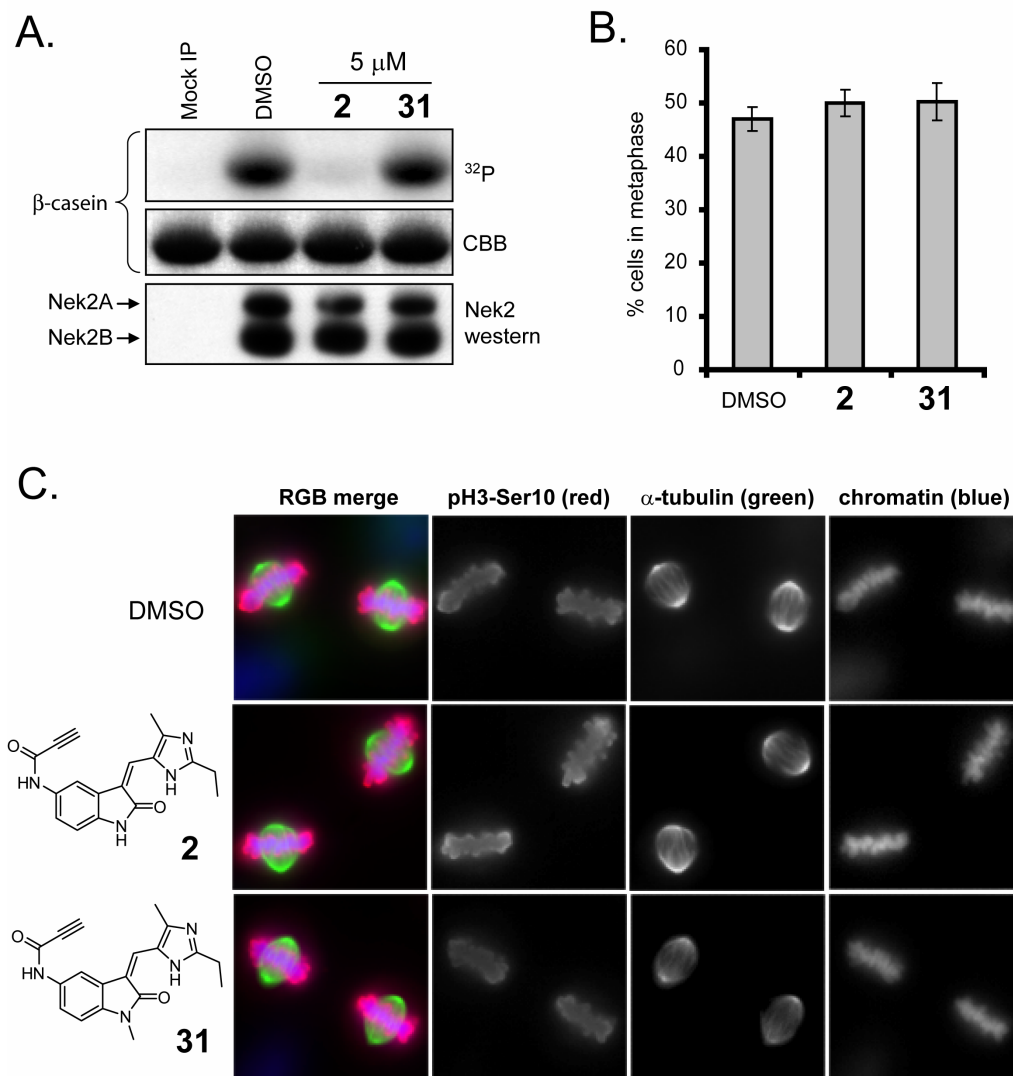 A.
Mock IP
DMSO
5 μM
2
31
β-casein
³²P
CBB
Nek2A
Nek2B
Nek2
western
B.
% cells in metaphase
60
50
40
30
20
10
0
DMSO
2
31
C.
RGB merge
pH3-Ser10 (red)
α-tubulin (green)
chromatin (blue)
DMSO
O
HN
N
N
H
O
N
H
2
O
HN
N
N
H
O
N
31